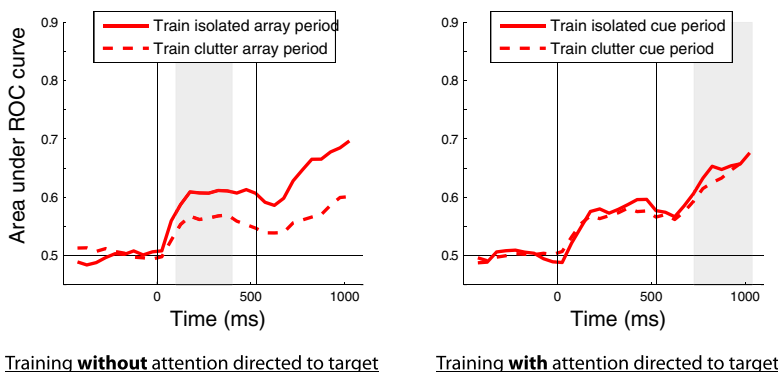 Train isolated array period
Train clutter array period
Area under ROC curve
0.9
0.8
0.7
0.6
0.5
0
500
1000
Time (ms)
Training without attention directed to target
Train isolated cue period
Train clutter cue period
0.9
0.8
0.7
0.6
0.5
0
500
1000
Time (ms)
Training with attention directed to target